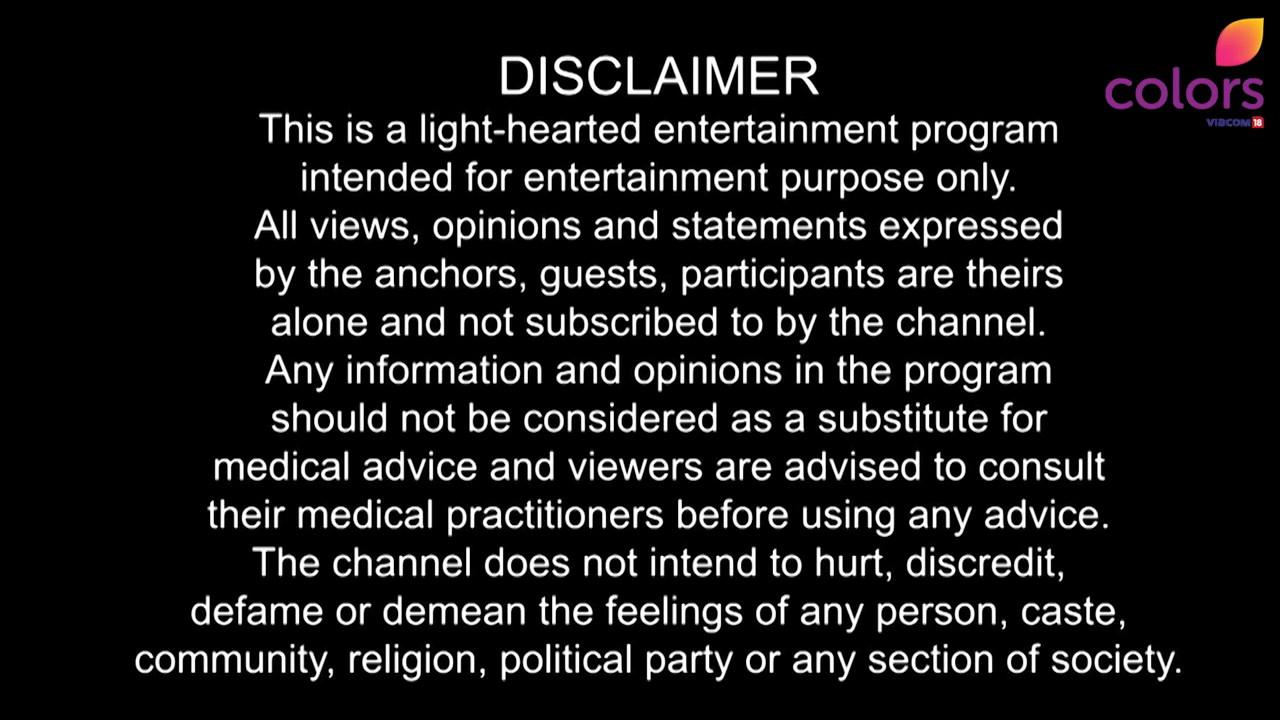 DISCLAIMER
This is a light-hearted entertainment program
intended for entertainment purpose only.
All views, opinions and statements expressed
by the anchors, guests, participants are theirs
alone and not subscribed to by the channel.
Any information and opinions in the program
should not be considered as a substitute for
medical advice and viewers are advised to consult
their medical practitioners before using any advice.
The channel does not intend to hurt, discredit,
defame or demean the feelings of any person, caste,
community, religion, political party or any section of society.
colors
VIACOM 18